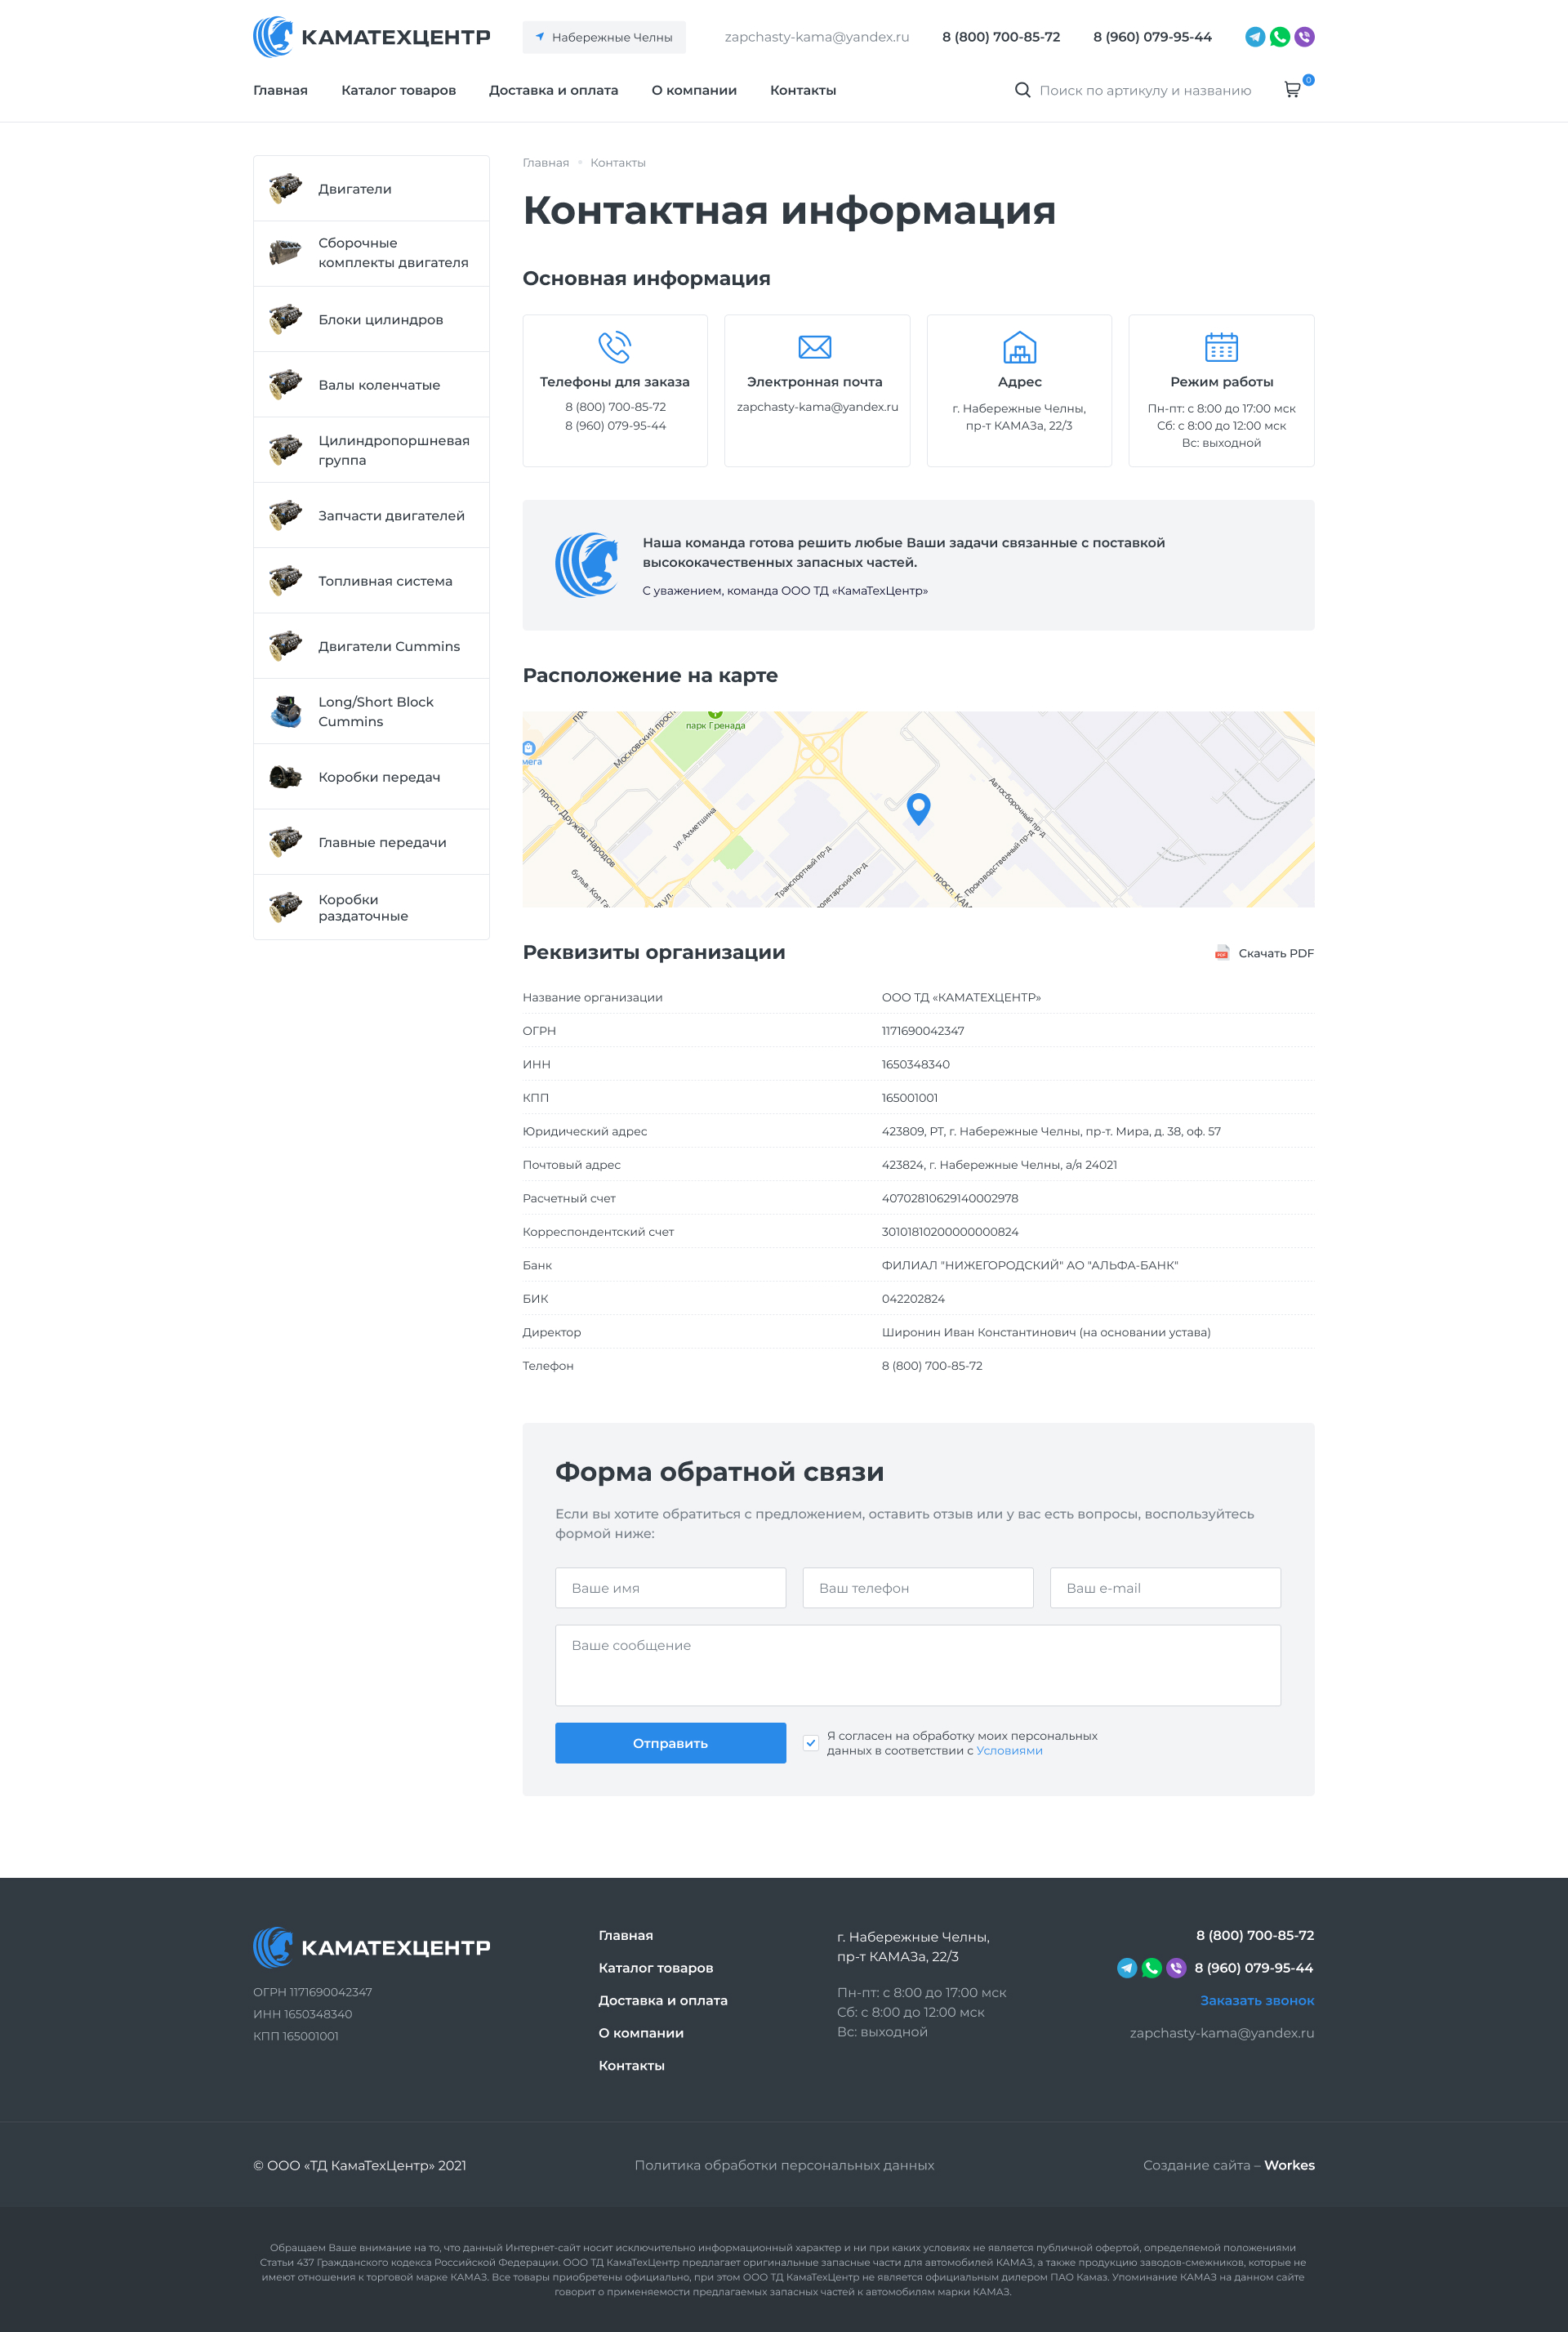 КАМАТЕХЦЕНТР
Набережные Челны
zapchasty-kama@yandex.ru
8 (800) 700-85-72
8 (960) 079-95-44
Главная
Каталог товаров
Доставка и оплата
О компании
Контакты
Поиск по артикулу и названию
0
Двигатели
Сборочные
комплекты двигателя
Блоки цилиндров
Валы коленчатые
Цилиндропоршневая
группа
Запчасти двигателей
Топливная система
Двигатели Cummins
Long/Short Block
Cummins
Коробки передач
Главные передачи
Коробки
раздаточные
Главная
Контакты
Контактная информация
Основная информация
Телефоны для заказа
8 (800) 700-85-72
8 (960) 079-95-44
Электронная почта
zapchasty-kama@yandex.ru
Адрес
г. Набережные Челны,
пр-т КАМАЗа, 22/3
Режим работы
Пн-пт: с 8:00 до 17:00 мск
Сб: с 8:00 до 12:00 мск
Вс: выходной
Наша команда готова решить любые Ваши задачи связанные с поставкой
высококачественных запасных частей.
С уважением, команда ООО ТД «КамаТехЦентр»
Расположение на карте
парк Гренада
Московский просп
мега
просп. Дружбы Народов
ул. Ахметшина
Автосборочный пр-д
Производственный пр-д
Транспортный пр-д
олетарский пр-д
просп. КАМ
бульв. Кол Га
ая ул.
Реквизиты организации
PDF
Скачать PDF
Название организации
ООО ТД «КАМАТЕХЦЕНТР»
ОГРН
1171690042347
ИНН
1650348340
КПП
165001001
Юридический адрес
423809, РТ, г. Набережные Челны, пр-т. Мира, д. 38, оф. 57
Почтовый адрес
423824, г. Набережные Челны, а/я 24021
Расчетный счет
40702810629140002978
Корреспондентский счет
30101810200000000824
Банк
ФИЛИАЛ "НИЖЕГОРОДСКИЙ" АО "АЛЬФА-БАНК"
БИК
042202824
Директор
Широнин Иван Константинович (на основании устава)
Телефон
8 (800) 700-85-72
Форма обратной связи
Если вы хотите обратиться с предложением, оставить отзыв или у вас есть вопросы, воспользуйтесь
формой ниже:
Ваше имя
Ваш телефон
Ваш e-mail
Ваше сообщение
Отправить
Я согласен на обработку моих персональных
данных в соответствии с Условиями
КАМАТЕХЦЕНТР
ОГРН 1171690042347
ИНН 1650348340
КПП 165001001
Главная
Каталог товаров
Доставка и оплата
О компании
Контакты
г. Набережные Челны,
пр-т КАМАЗа, 22/3
Пн-пт: с 8:00 до 17:00 мск
Сб: с 8:00 до 12:00 мск
Вс: выходной
8 (800) 700-85-72
8 (960) 079-95-44
Заказать звонок
zapchasty-kama@yandex.ru
© ООО «ТД КамаТехЦентр» 2021
Политика обработки персональных данных
Создание сайта – Workes
Обращаем Ваше внимание на то, что данный Интернет-сайт носит исключительно информационный характер и ни при каких условиях не является публичной офертой, определяемой положениями
Статьи 437 Гражданского кодекса Российской Федерации. ООО ТД КамаТехЦентр предлагает оригинальные запасные части для автомобилей КАМАЗ, а также продукцию заводов-смежников, которые не
имеют отношения к торговой марке КАМАЗ. Все товары приобретены официально, при этом ООО ТД КамаТехЦентр не является официальным дилером ПАО Камаз. Упоминание КАМАЗ на данном сайте
говорит о применяемости предлагаемых запасных частей к автомобилям марки КАМАЗ.